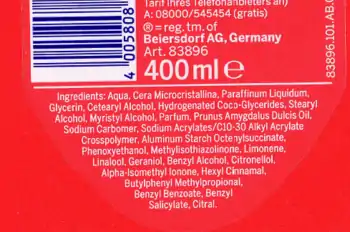 Tarif Ihres Telefonanbieters an)
A: 08000/545454 (gratis)
® = reg. tm. of
Beiersdorf AG, Germany
Art. 83896
400 ml e
4 005808
83896.101.AB.
Ingredients: Aqua, Cera Microcristallina, Paraffinum Liquidum,
Glycerin, Cetearyl Alcohol, Hydrogenated Coco-Glycerides, Stearyl
Alcohol, Myristyl Alcohol, Parfum, Prunus Amygdalus Dulcis Oil,
Sodium Carbomer, Sodium Acrylates/C10-30 Alkyl Acrylate
Crosspolymer, Aluminum Starch Octenylsuccinate,
Phenoxyethanol, Methylisothiazolinone, Limonene,
Linalool, Geraniol, Benzyl Alcohol, Citronellol,
Alpha-Isomethyl Ionone, Hexyl Cinnamal,
Butylphenyl Methylpropional,
Benzyl Benzoate, Benzyl
Salicylate, Citral.